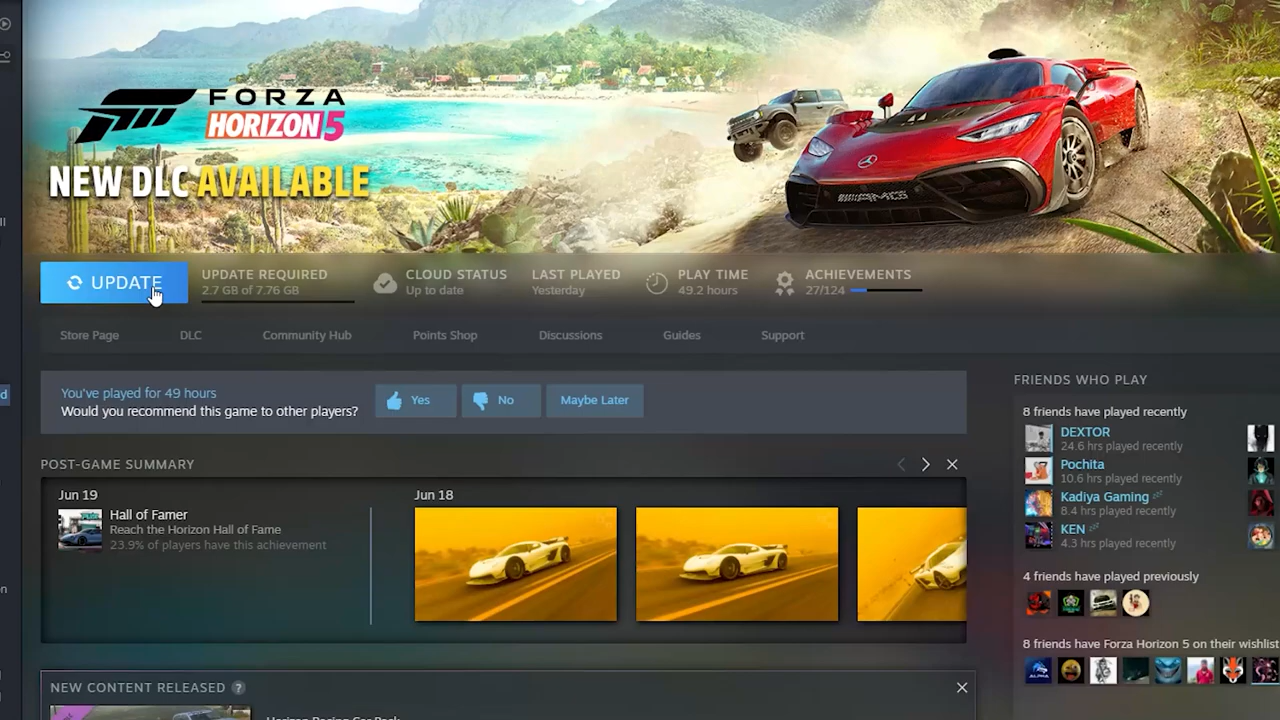 FORZA
HORIZON 5
NEW DLC AVAILABLE
UPDATE
UPDATE REQUIRED
2.7 GB of 7.76 GB
CLOUD STATUS
Up to date
LAST PLAYED
Yesterday
PLAY TIME
49.2 hours
ACHIEVEMENTS
27/124
Store Page DLC Community Hub Points Shop Discussions Guides Support
You've played for 49 hours
Would you recommend this game to other players?
Yes
No
Maybe Later
POST-GAME SUMMARY
Jun 19
Hall of Famer
Reach the Horizon Hall of Fame
23.9% of players have this achievement
Jun 18
NEW CONTENT RELEASED ?
Horizon Racing Car Pack
FRIENDS WHO PLAY
8 friends have played recently
DEXTOR
24.6 hrs played recently
Pochita
10.6 hrs played recently
Kadiya Gaming
8.4 hrs played recently
KEN
4.3 hrs played recently
4 friends have played previously
8 friends have Forza Horizon 5 on their wishlist